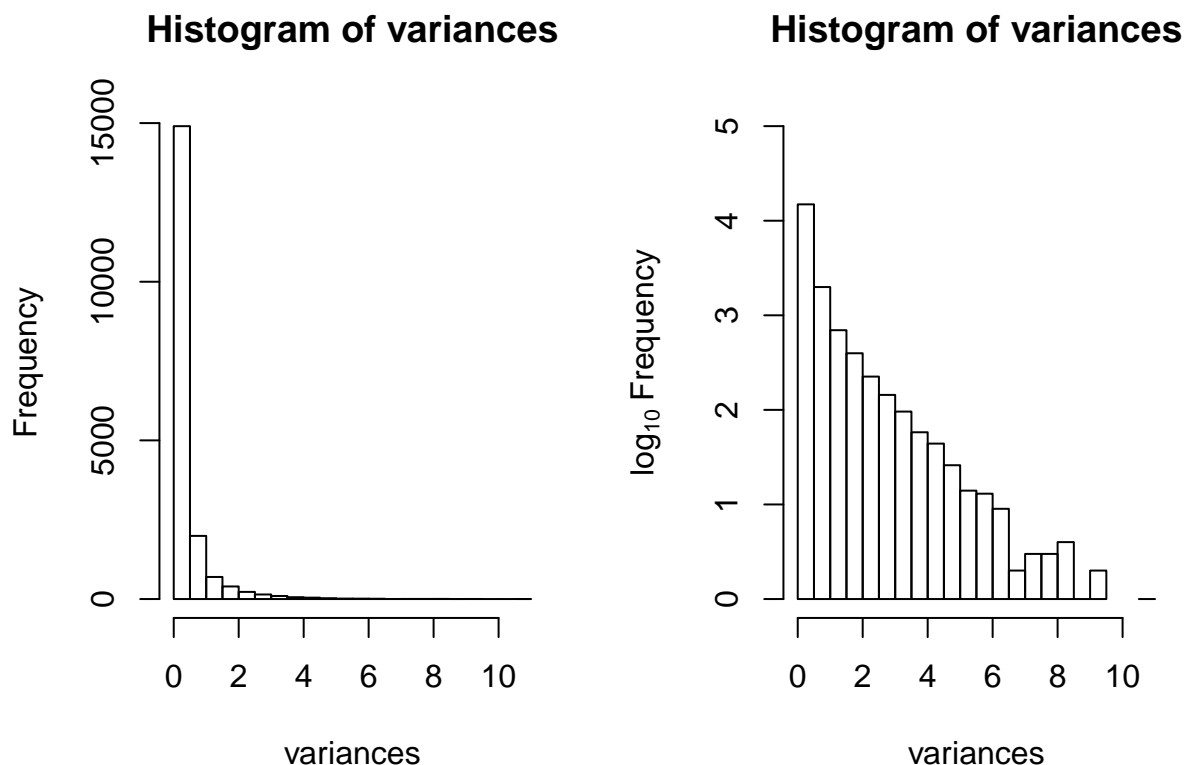 Histogram of variances
Frequency
15000
10000
5000
0
0 2 4 6 8 10
variances
Histogram of variances
log₁₀ Frequency
5
4
3
2
1
0
0 2 4 6 8 10
variances